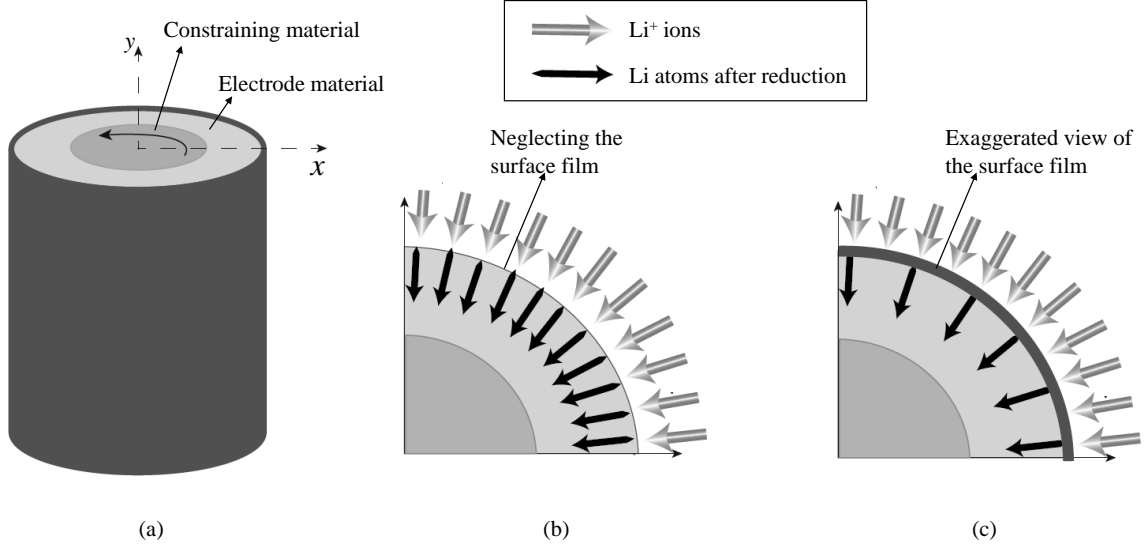 Constraining material
y
Electrode material
x
Li⁺ ions
Li atoms after reduction
Neglecting the
surface film
Exaggerated view of
the surface film
(a)
(b)
(c)